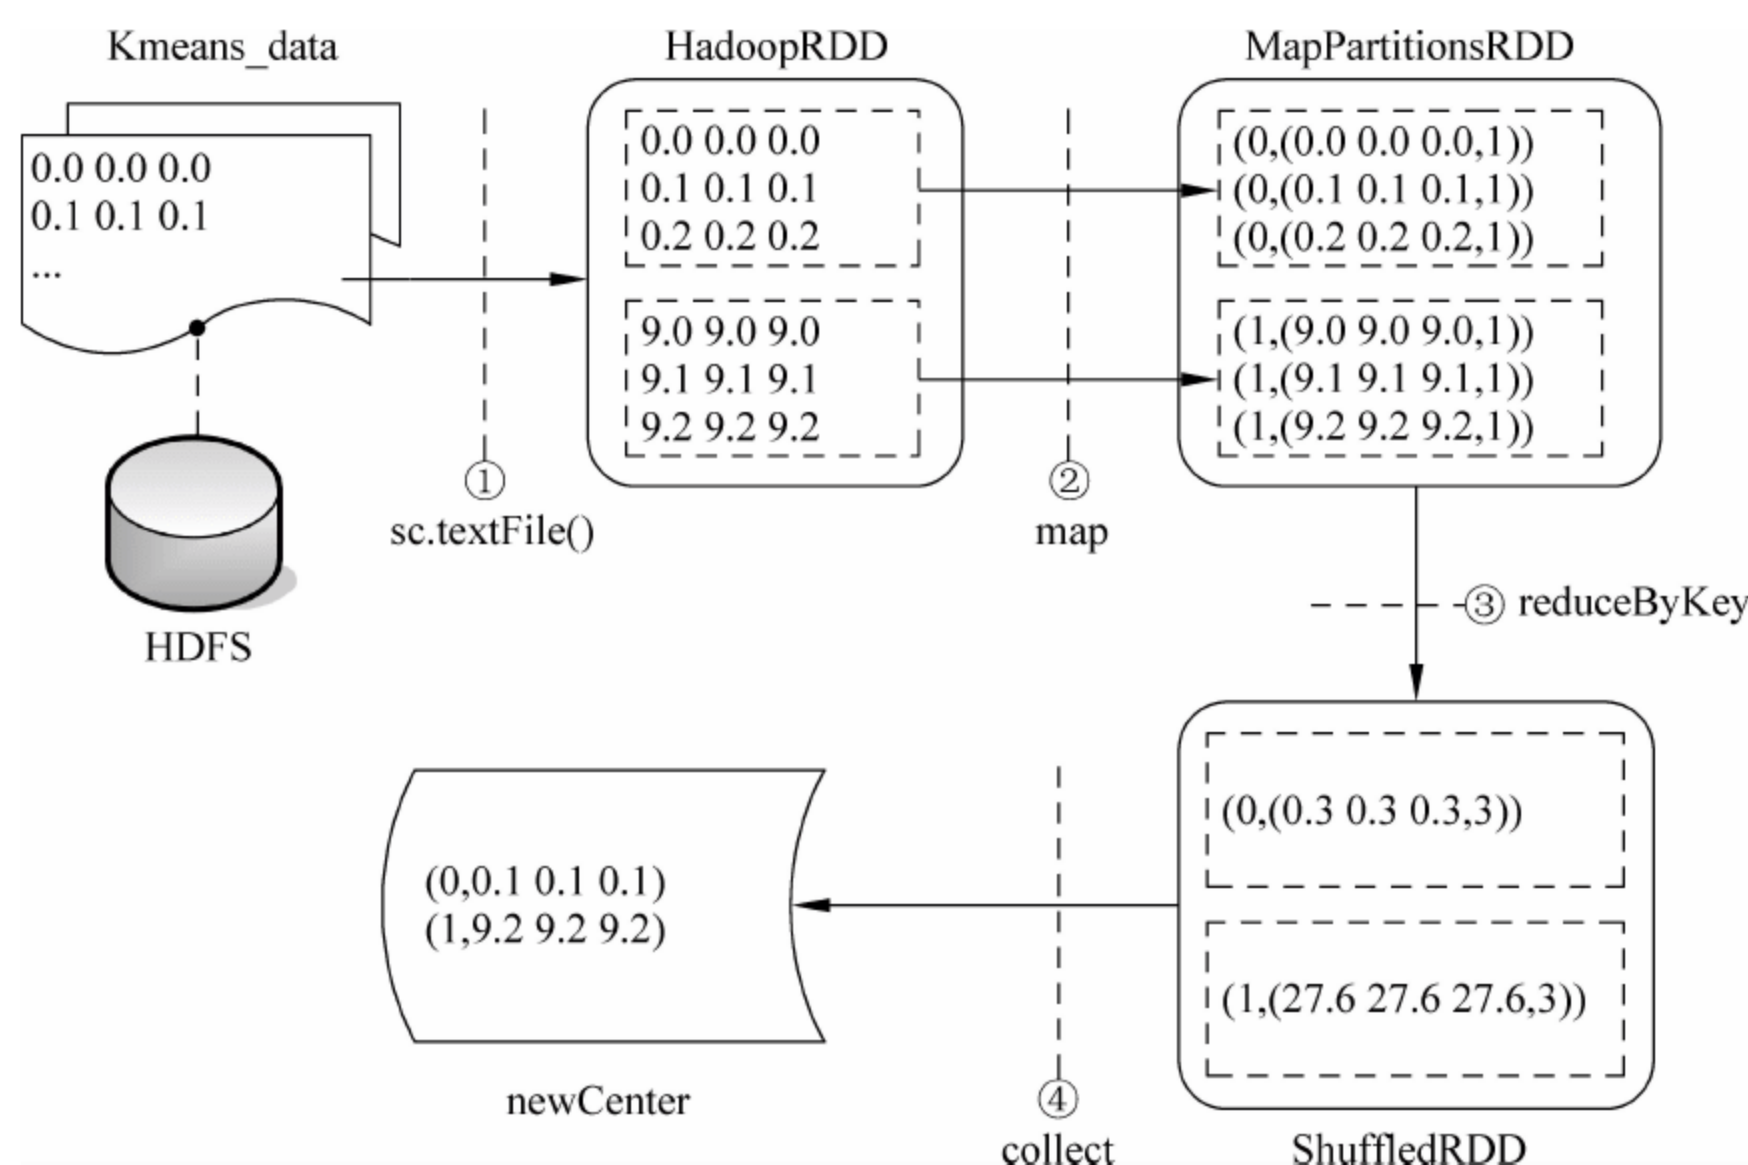 Kmeans_data
0.0 0.0 0.0
0.1 0.1 0.1
...
HDFS
①
sc.textFile()
HadoopRDD
0.0 0.0 0.0
0.1 0.1 0.1
0.2 0.2 0.2
9.0 9.0 9.0
9.1 9.1 9.1
9.2 9.2 9.2
②
map
MapPartitionsRDD
(0,(0.0 0.0 0.0,1))
(0,(0.1 0.1 0.1,1))
(0,(0.2 0.2 0.2,1))
(1,(9.0 9.0 9.0,1))
(1,(9.1 9.1 9.1,1))
(1,(9.2 9.2 9.2,1))
③ reduceByKey
(0,(0.3 0.3 0.3,3))
(1,(27.6 27.6 27.6,3))
ShuffledRDD
④
collect
(0,0.1 0.1 0.1)
(1,9.2 9.2 9.2)
newCenter